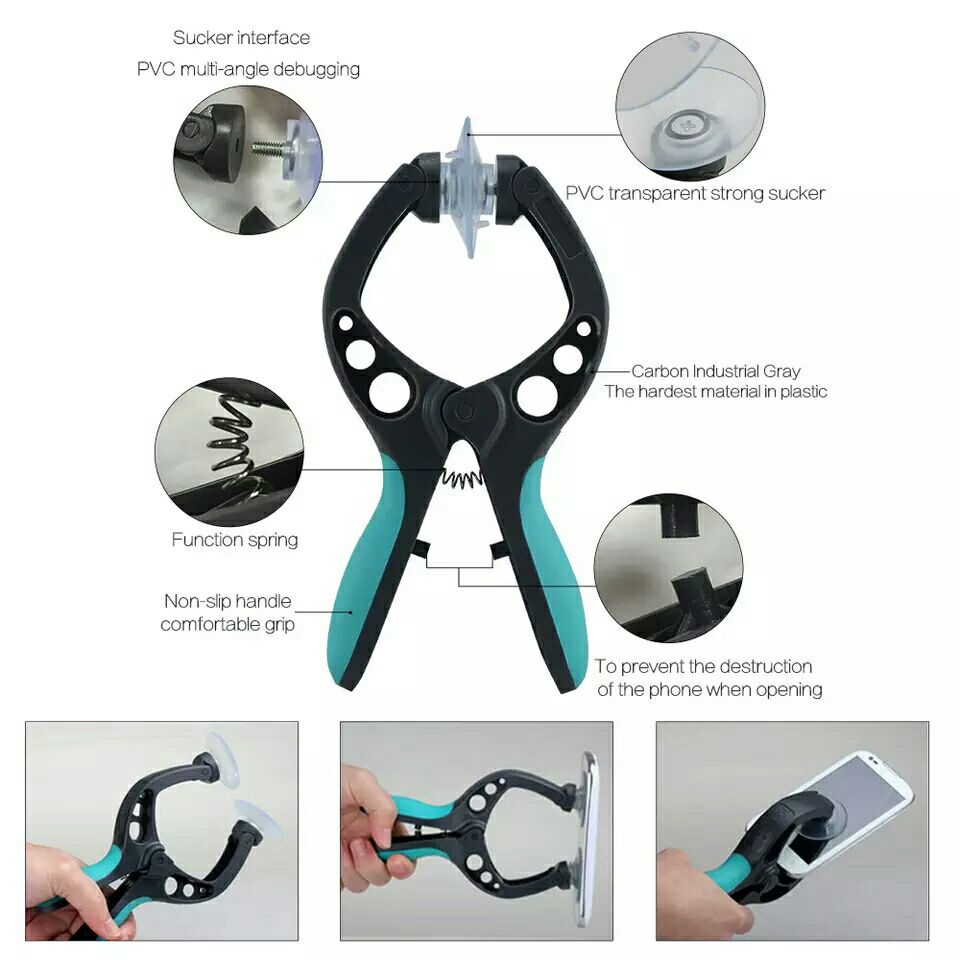 Sucker interface
PVC multi-angle debugging
PVC transparent strong sucker
Carbon Industrial Gray
The hardest material in plastic
Function spring
Non-slip handle
comfortable grip
To prevent the destruction
of the phone when opening